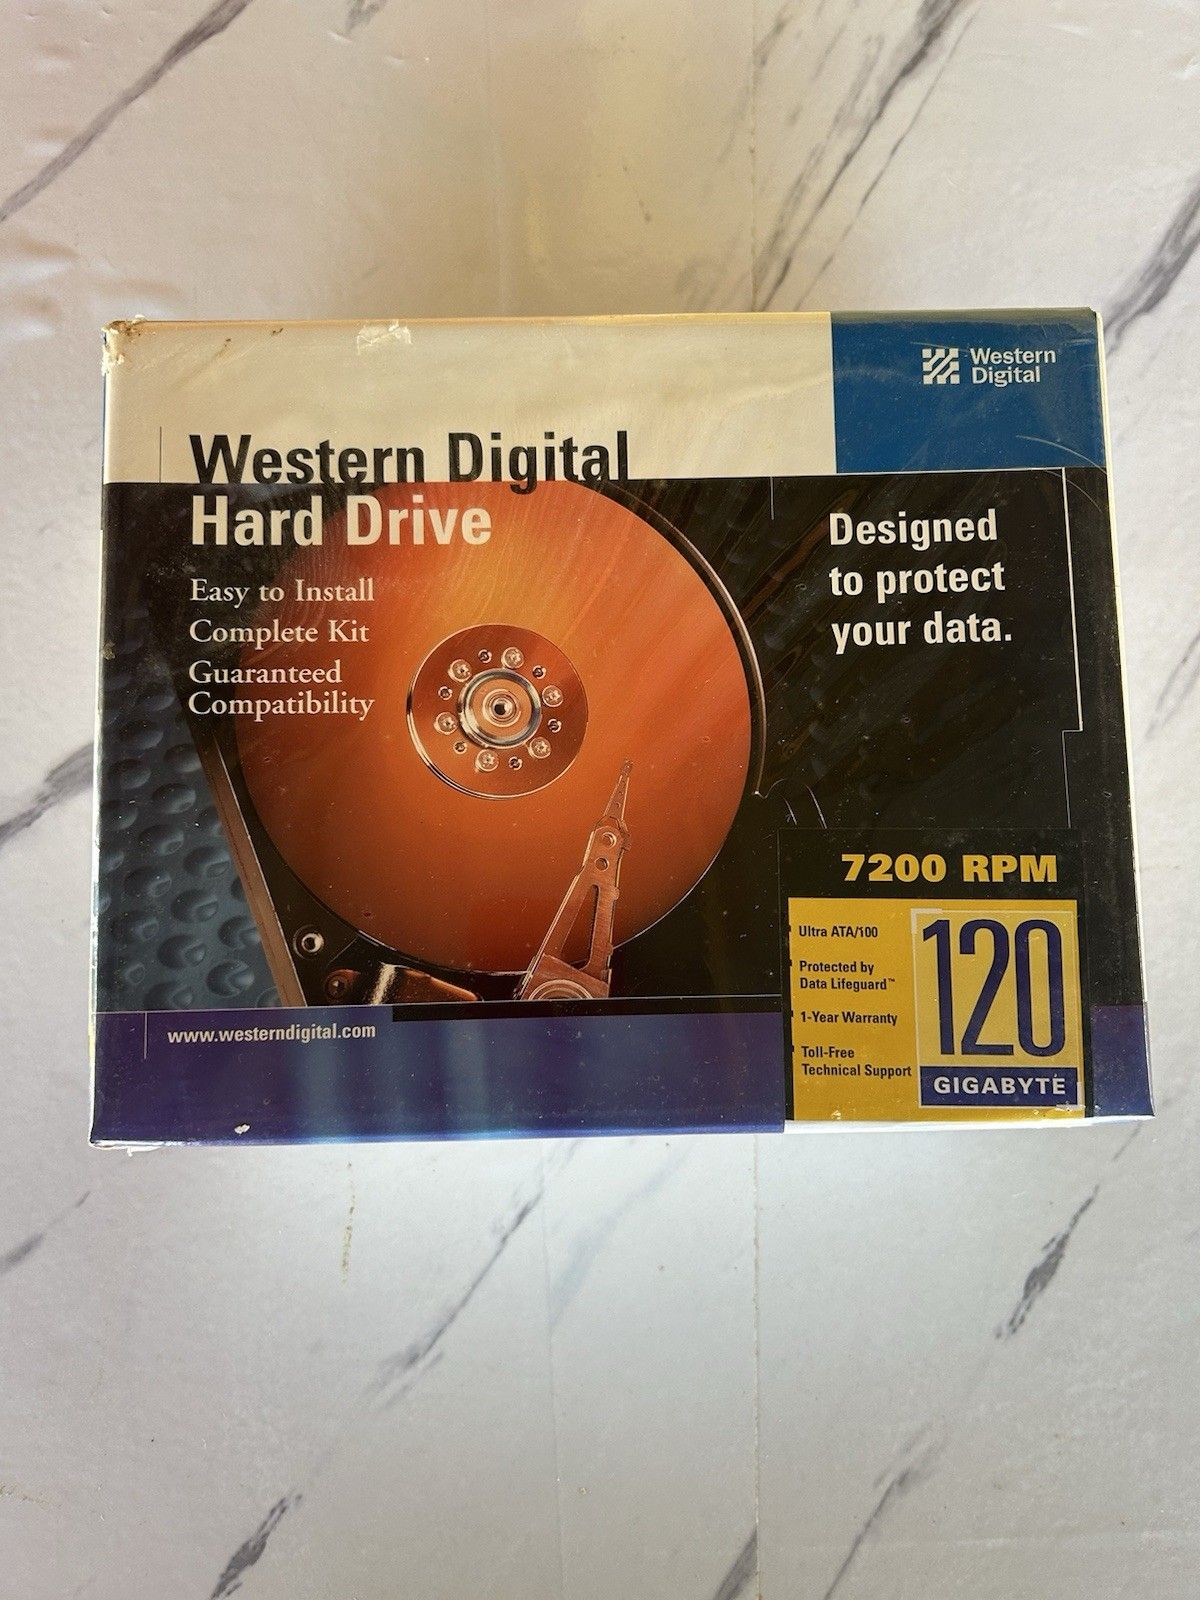 Western
Digital
Western Digital
Hard Drive
Easy to Install
Complete Kit
Guaranteed
Compatibility
Designed
to protect
your data.
7200 RPM
Ultra ATA/100
Protected by
Data Lifeguard™
1-Year Warranty
Toll-Free
Technical Support
120
GIGABYTE
www.westerndigital.com